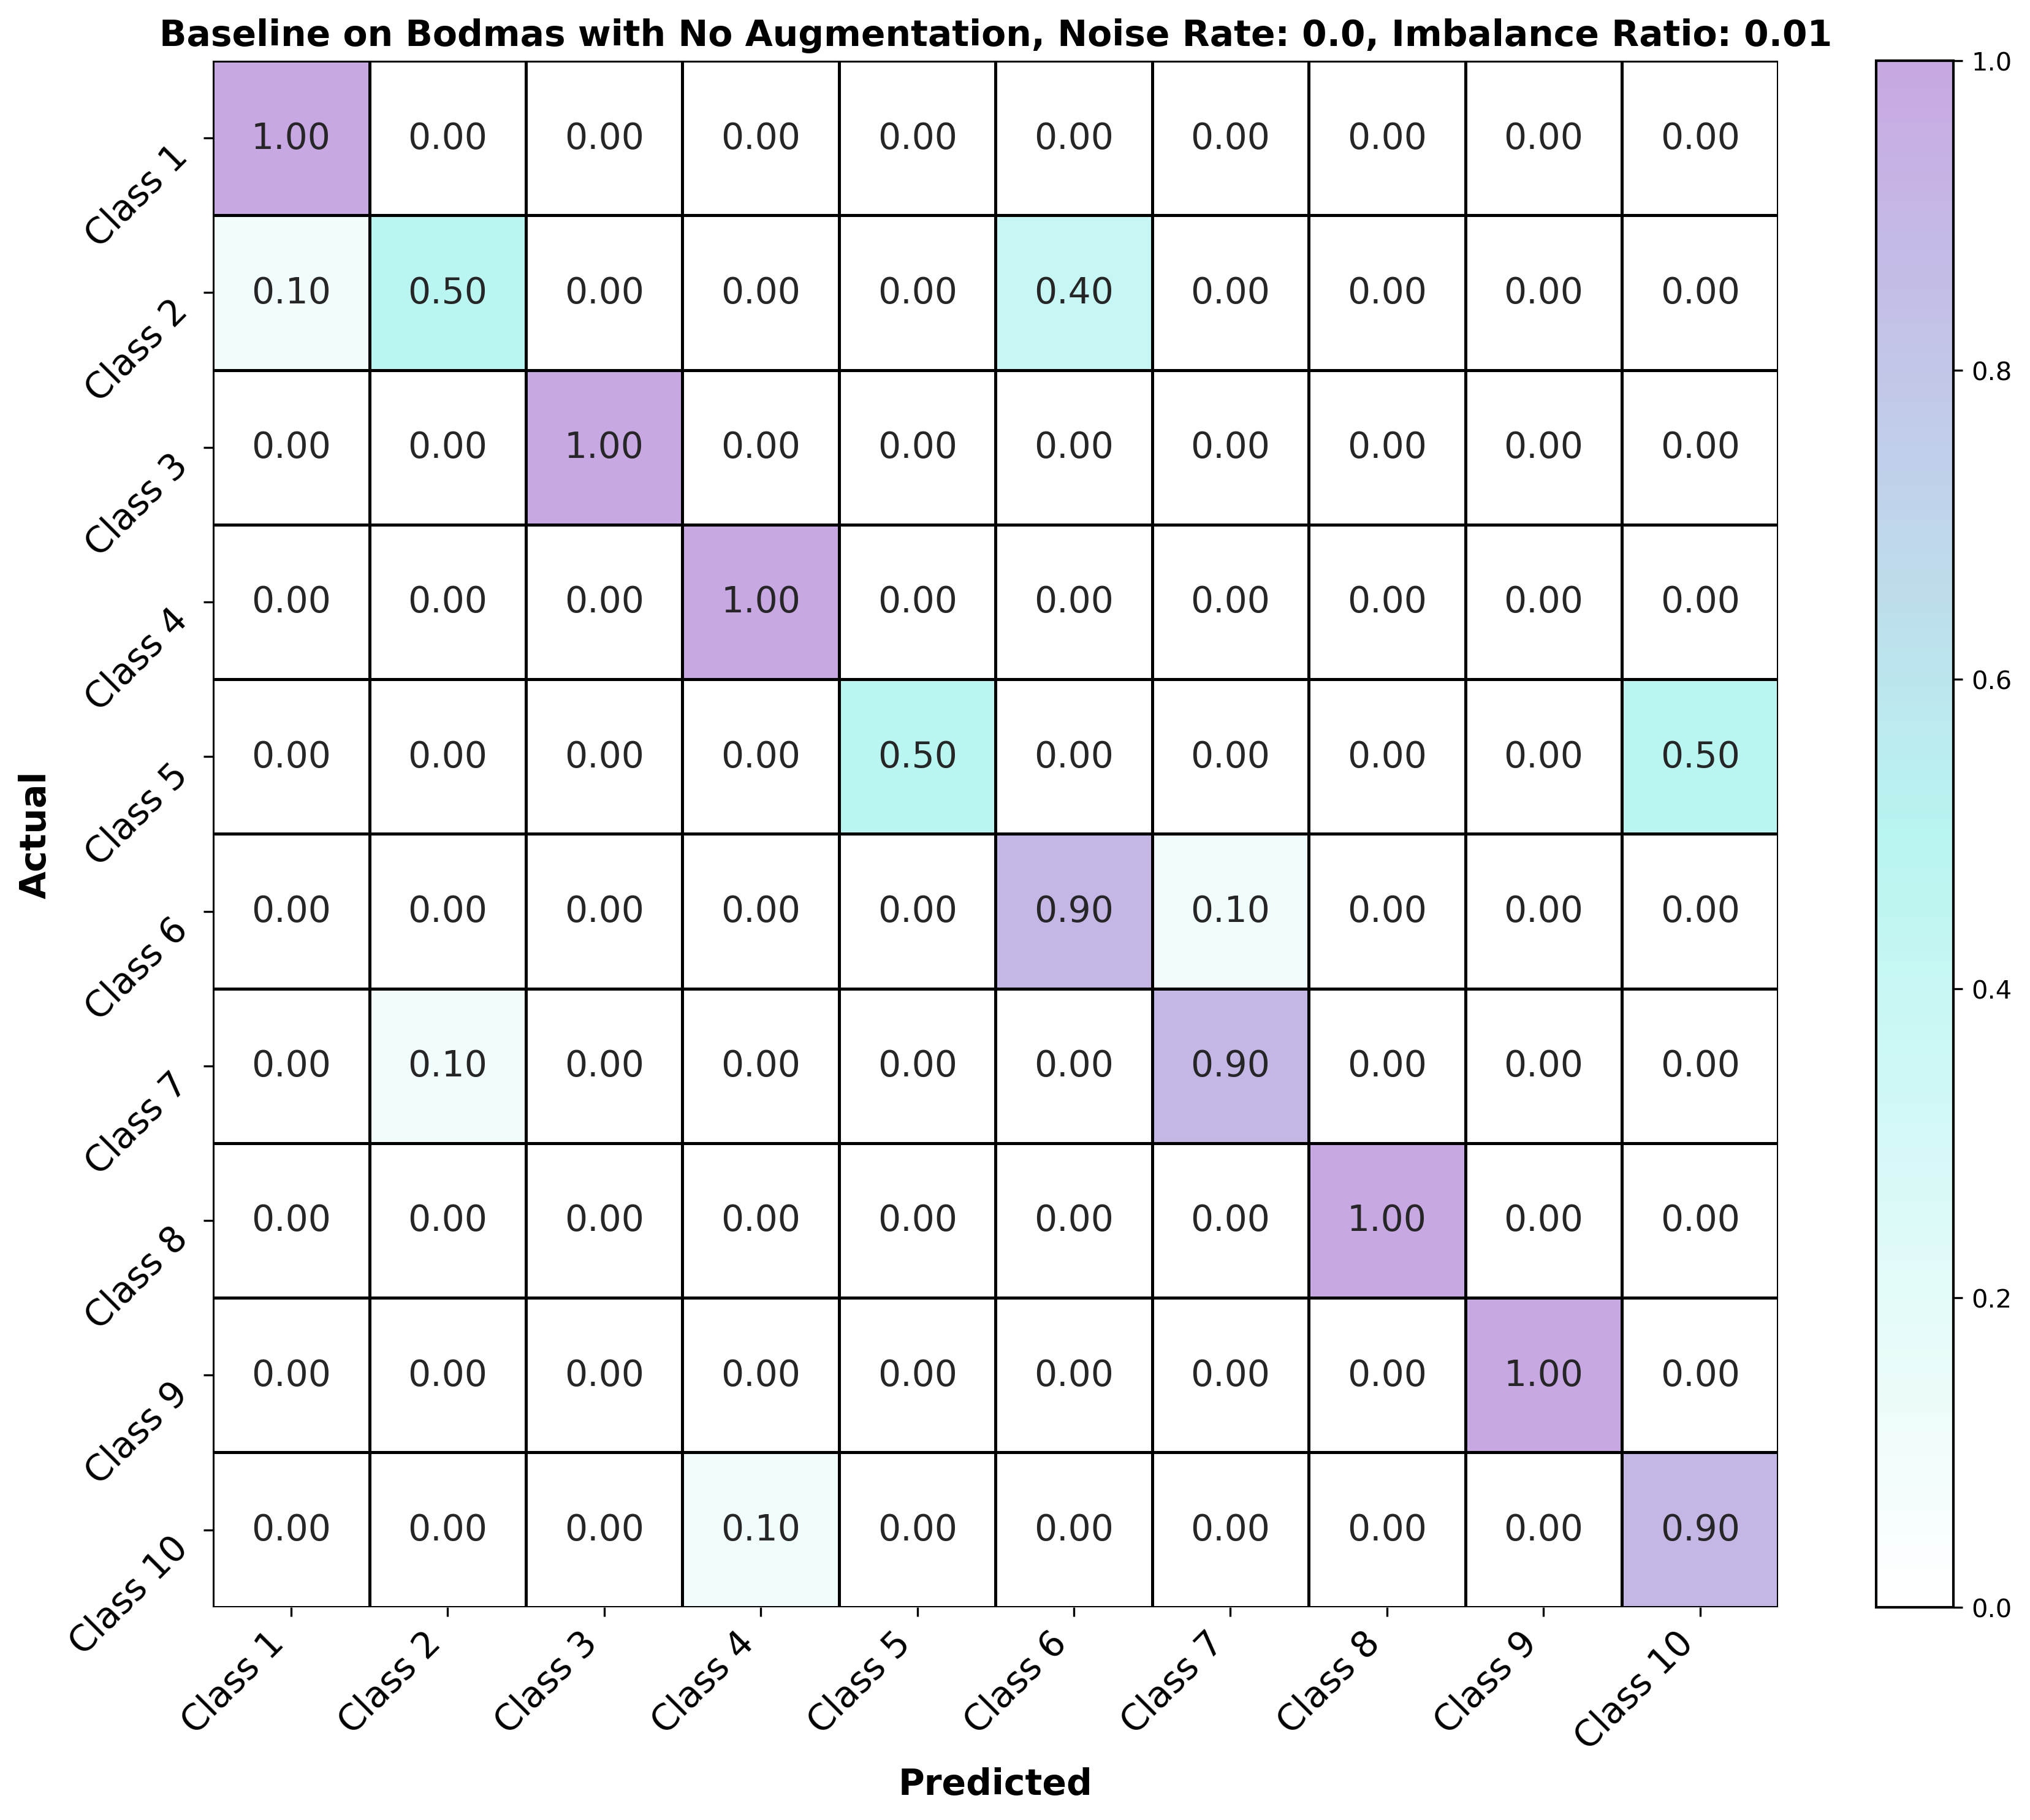 Baseline on Bodmas with No Augmentation, Noise Rate: 0.0, Imbalance Ratio: 0.01
Class 1 1.00 0.00 0.00 0.00 0.00 0.00 0.00 0.00 0.00 0.00
Class 2 0.10 0.50 0.00 0.00 0.00 0.40 0.00 0.00 0.00 0.00
Class 3 0.00 0.00 1.00 0.00 0.00 0.00 0.00 0.00 0.00 0.00
Class 4 0.00 0.00 0.00 1.00 0.00 0.00 0.00 0.00 0.00 0.00
Class 5 0.00 0.00 0.00 0.00 0.50 0.00 0.00 0.00 0.00 0.50
Class 6 0.00 0.00 0.00 0.00 0.00 0.90 0.10 0.00 0.00 0.00
Class 7 0.00 0.10 0.00 0.00 0.00 0.00 0.90 0.00 0.00 0.00
Class 8 0.00 0.00 0.00 0.00 0.00 0.00 0.00 1.00 0.00 0.00
Class 9 0.00 0.00 0.00 0.00 0.00 0.00 0.00 0.00 1.00 0.00
Class 10 0.00 0.00 0.00 0.10 0.00 0.00 0.00 0.00 0.00 0.90
Class 1 Class 2 Class 3 Class 4 Class 5 Class 6 Class 7 Class 8 Class 9 Class 10
Actual
Predicted
1.0
0.8
0.6
0.4
0.2
0.0